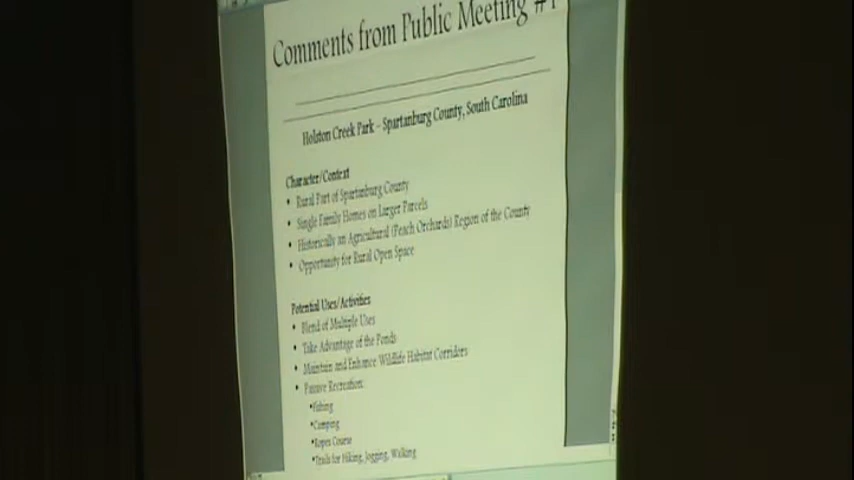 Comments from Public Meeting #1
Holston Creek Park – Spartanburg County, South Carolina
Character/Context
• Rural Part of Spartanburg County
• Single Family Homes on Larger Parcels
• Historically an Agricultural (Peach Orchards) Region of the County
• Opportunity for Rural Open Space
Potential Uses/Activities
• Blend of Multiple Uses
• Take Advantage of the Ponds
• Maintain and Enhance Wildlife Habitat Corridors
• Passive Recreation:
•Fishing
•Camping
•Ropes Course
•Trails for Hiking, Jogging, Walking